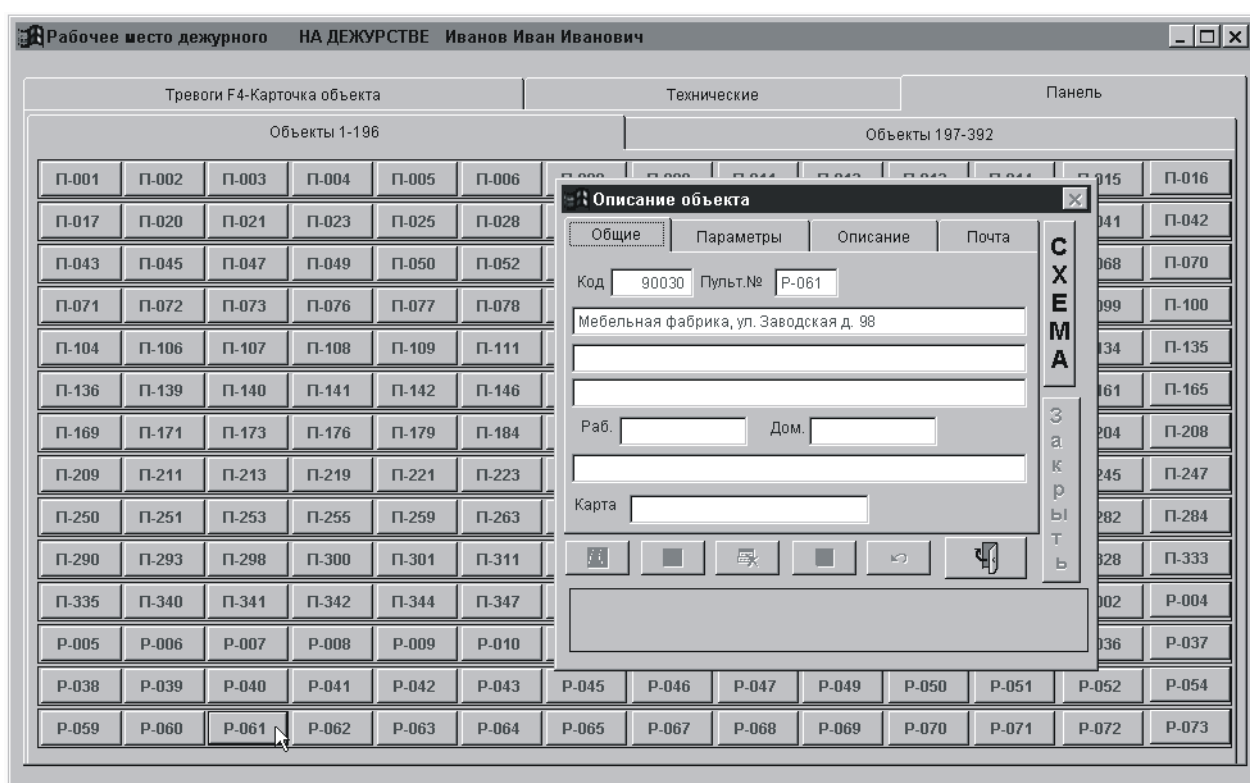 Рабочее место дежурного НА ДЕЖУРСТВЕ Иванов Иван Иванович
Тревоги F4-Карточка объекта Технические Панель
Объекты 1-196 Объекты 197-392
П-001 П-002 П-003 П-004 П-005 П-006 П-016
П-017 П-020 П-021 П-023 П-025 П-028 П-042
П-043 П-045 П-047 П-049 П-050 П-052 П-070
П-071 П-072 П-073 П-076 П-077 П-078 П-100
П-104 П-106 П-107 П-108 П-109 П-111 П-135
П-136 П-139 П-140 П-141 П-142 П-146 П-165
П-169 П-171 П-173 П-176 П-179 П-184 П-208
П-209 П-211 П-213 П-219 П-221 П-223 П-247
П-250 П-251 П-253 П-255 П-259 П-263 П-284
П-290 П-293 П-298 П-300 П-301 П-311 П-333
П-335 П-340 П-341 П-342 П-344 П-347 Р-004
Р-005 Р-006 Р-007 Р-008 Р-009 Р-010 Р-037
Р-038 Р-039 Р-040 Р-041 Р-042 Р-043 Р-045 Р-046 Р-047 Р-049 Р-050 Р-051 Р-052 Р-054
Р-059 Р-060 Р-061 Р-062 Р-063 Р-064 Р-065 Р-067 Р-068 Р-069 Р-070 Р-071 Р-072 Р-073
Описание объекта
Общие Параметры Описание Почта
Код 90030 Пульт.№ Р-061
Мебельная фабрика, ул. Заводская д. 98
Раб. Дом.
Карта
СХЕМА
Закрыть